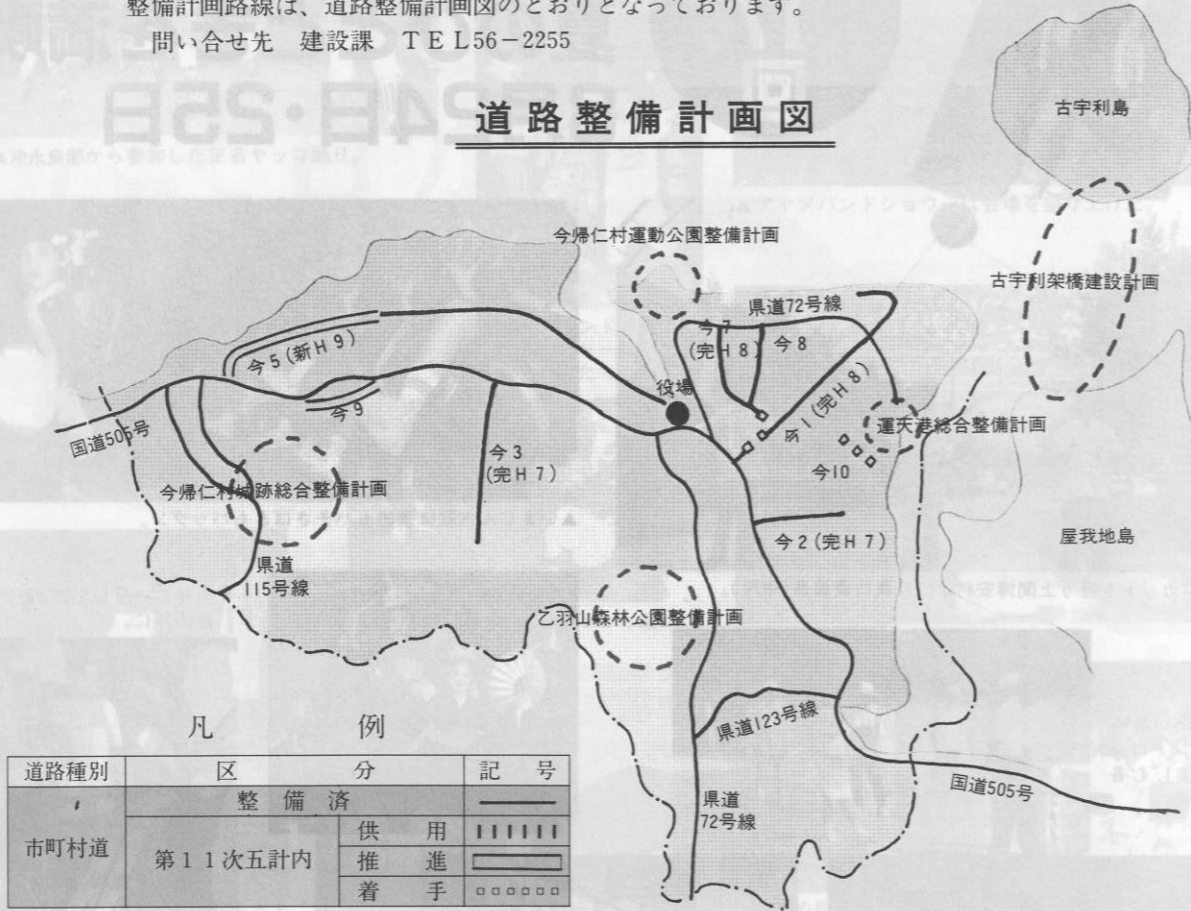 整備計画路線は、道路整備計画図のとおりとなっております。
問い合せ先 建設課 TEL56-2255
道路整備計画図
古宇利島
今帰仁村運動公園整備計画
古宇利架橋建設計画
県道72号線
今7
(完H8)
今8
今5(新H9)
役場
今1(完H8)
今9
国道505号
運天港総合整備計画
今3
(完H7)
今10
今帰仁村城跡総合整備計画
今2(完H7)
屋我地島
県道
115号線
乙羽山森林公園整備計画
県道123号線
国道505号
県道
72号線
凡例
道路種別 区分 記号
市町村道 整備済
第11次五計内 供用
推進
着手